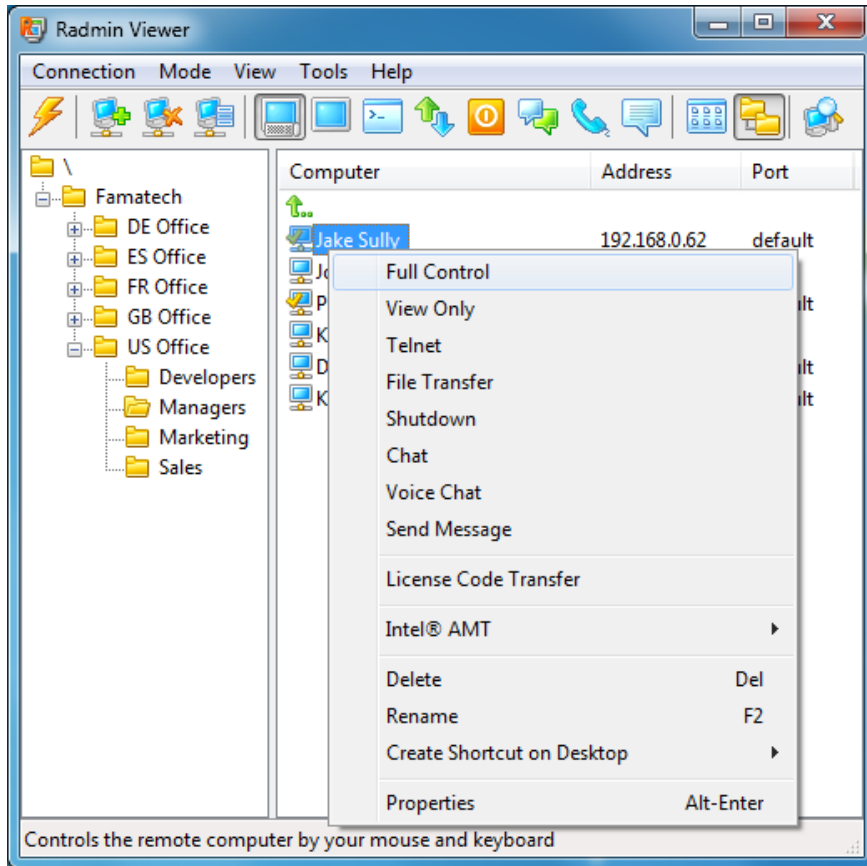 Radmin Viewer
Connection Mode View Tools Help
\
Famatech
DE Office
ES Office
FR Office
GB Office
US Office
Developers
Managers
Marketing
Sales
Computer Address Port
..
Jake Sully 192.168.0.62 default
Full Control
View Only
Telnet
File Transfer
Shutdown
Chat
Voice Chat
Send Message
License Code Transfer
Intel® AMT
Delete Del
Rename F2
Create Shortcut on Desktop
Properties Alt-Enter
Controls the remote computer by your mouse and keyboard